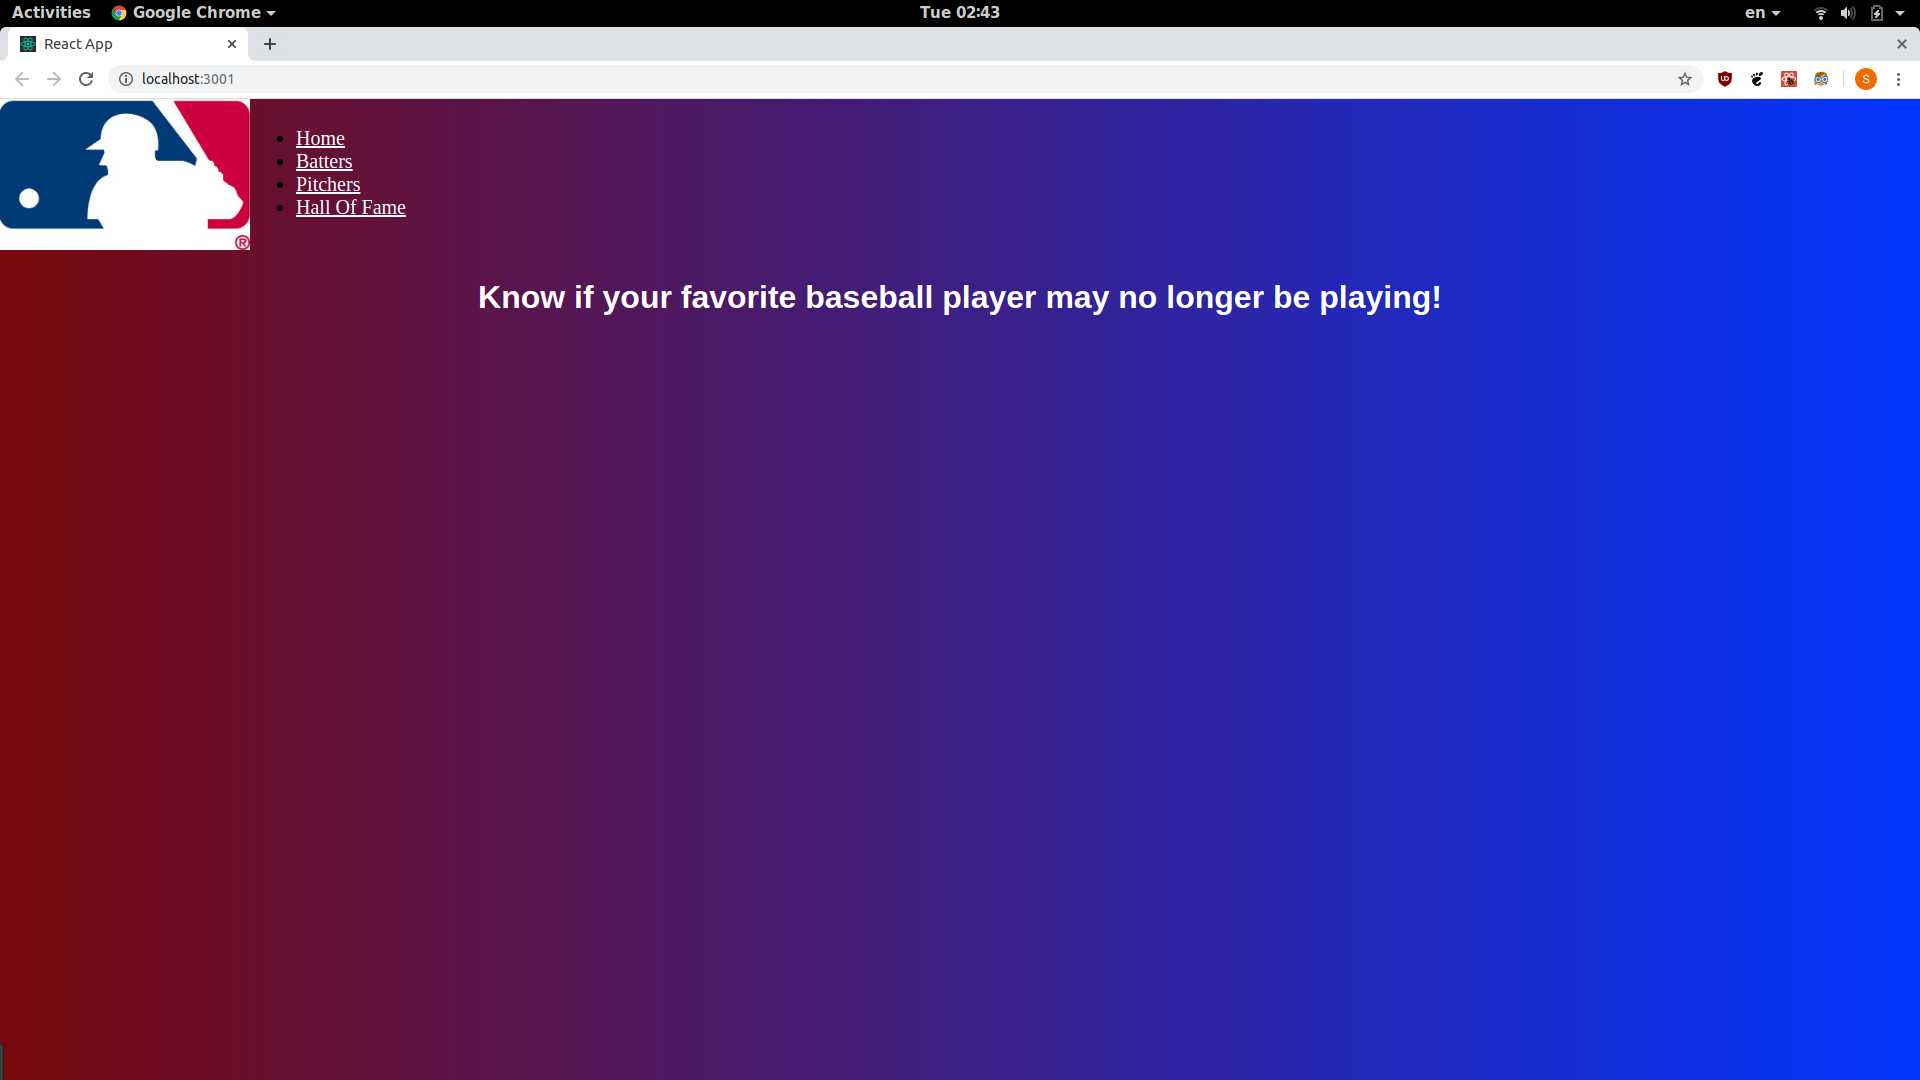 Activities Google Chrome Tue 02:43 en
React App
localhost:3001 UO S
Home
Batters
Pitchers
Hall Of Fame
®
Know if your favorite baseball player may no longer be playing!